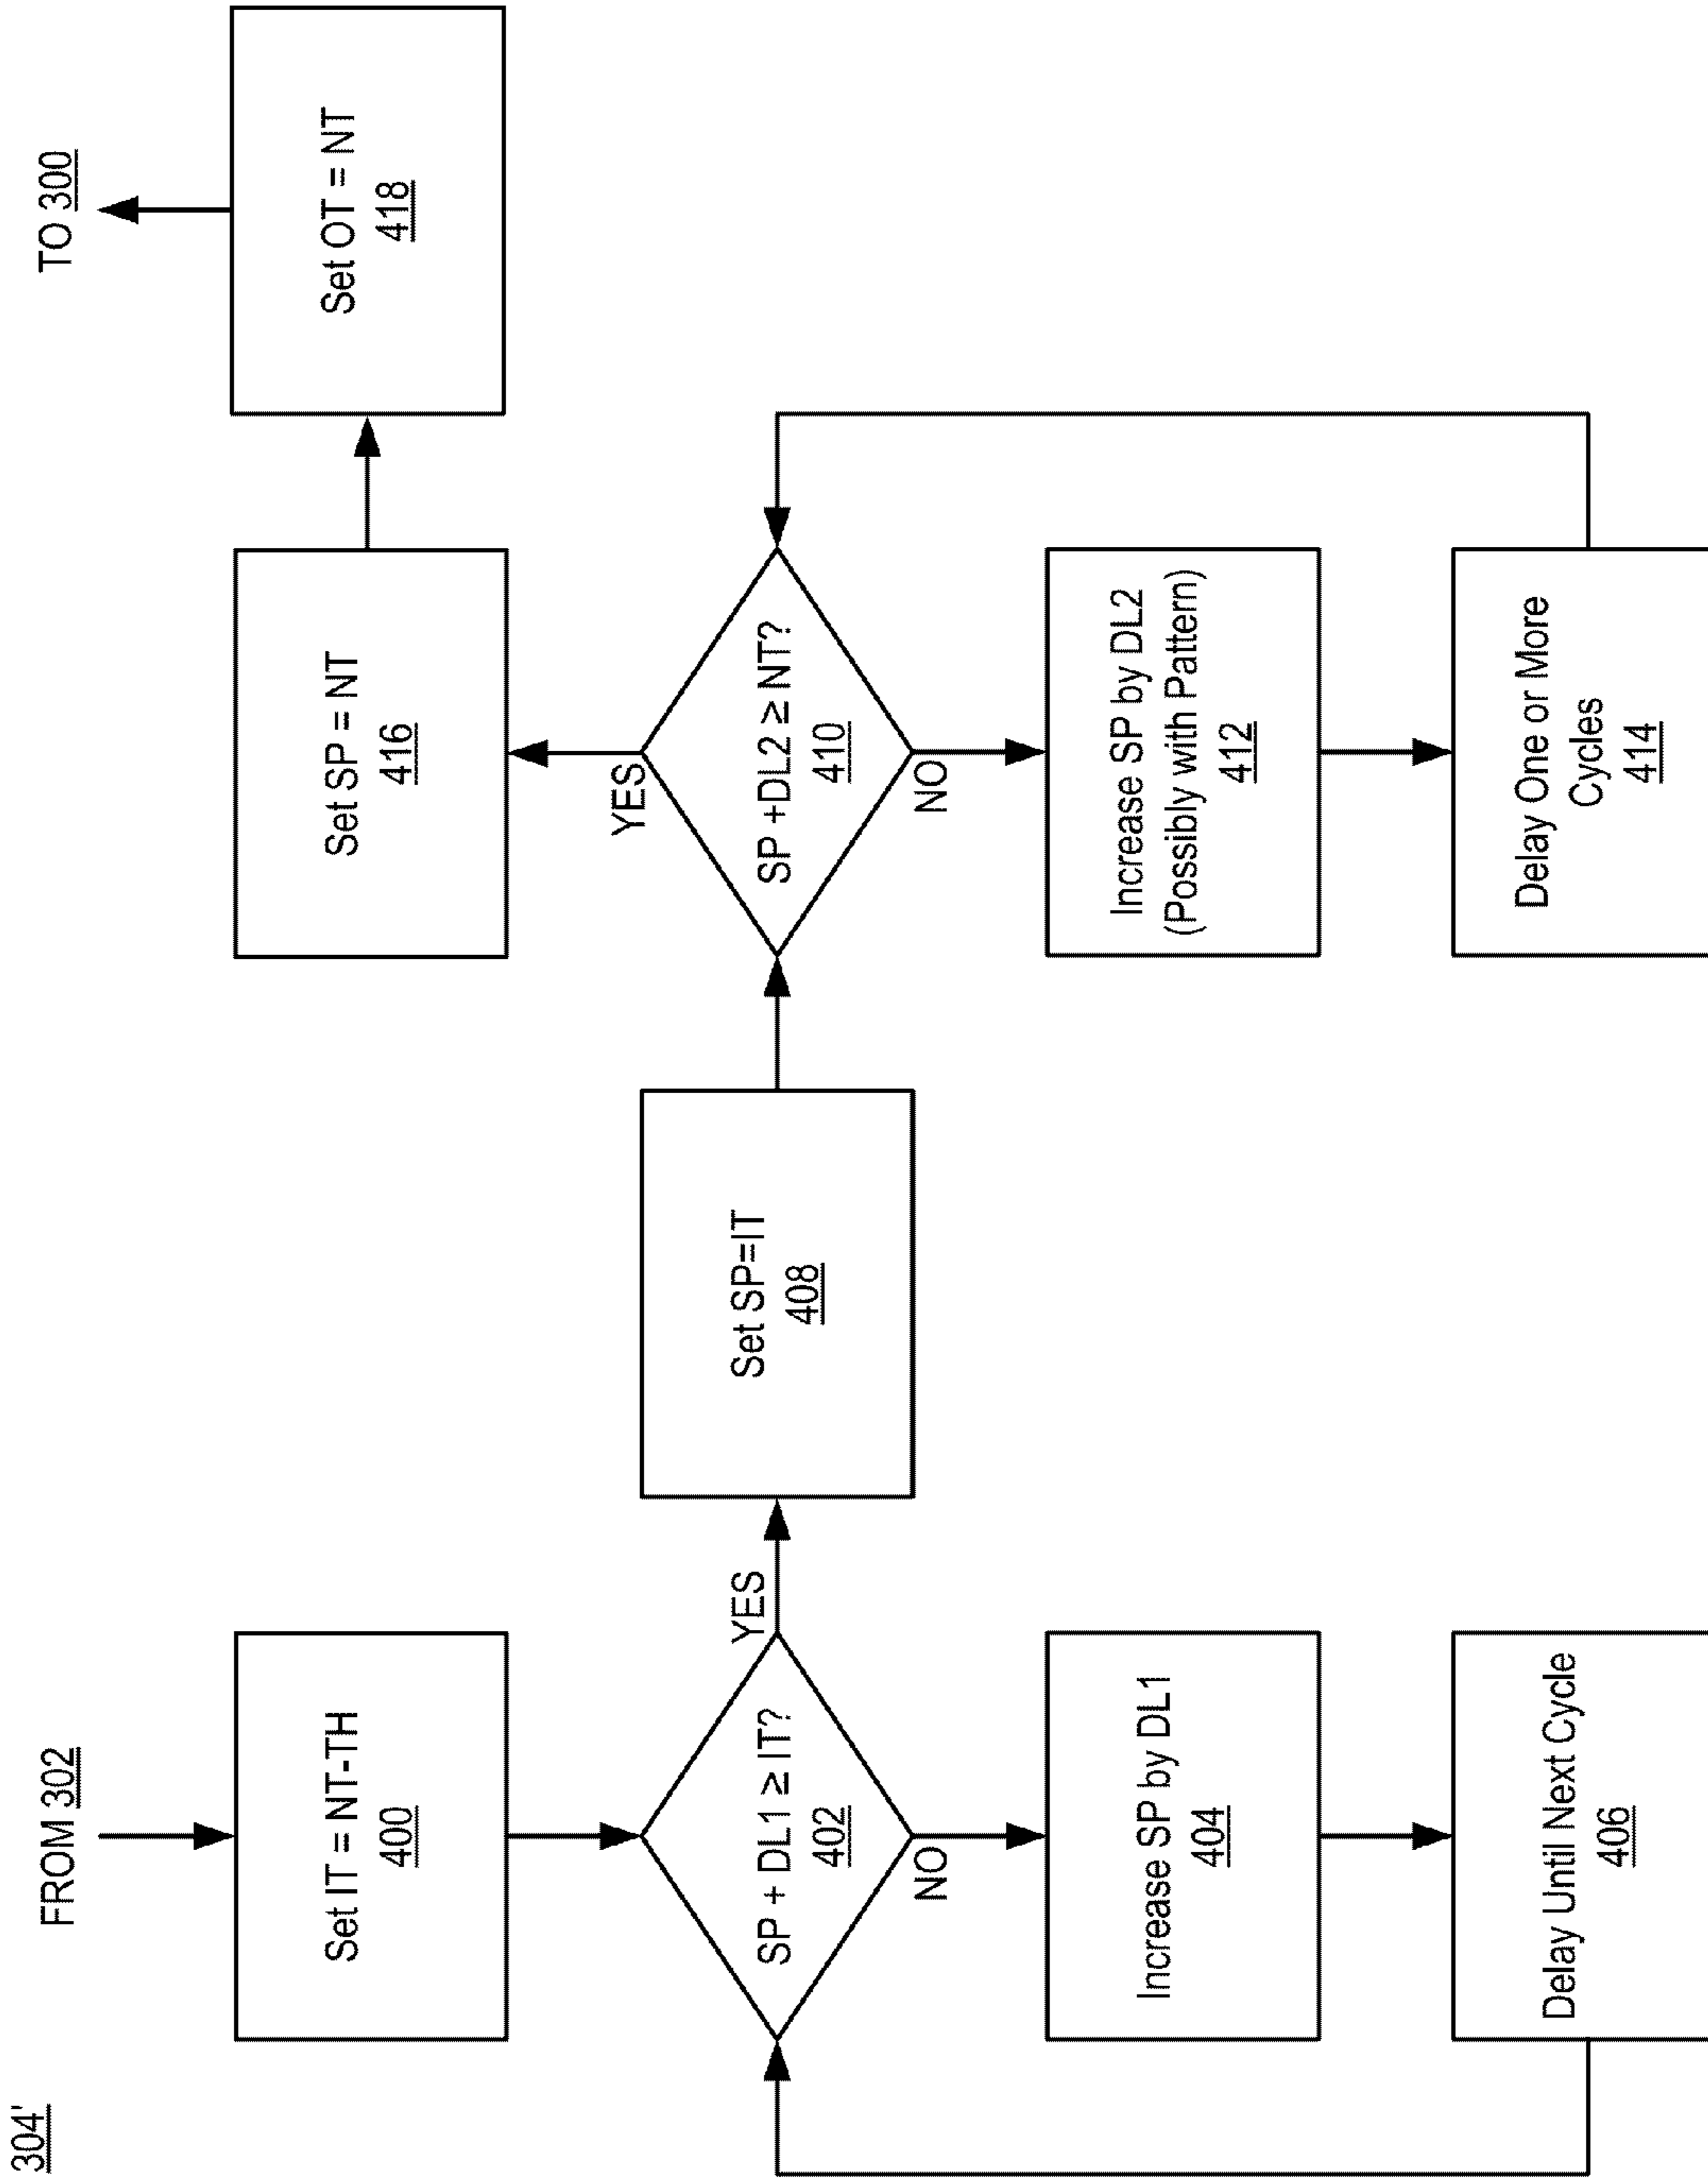 304'
FROM 302
Set IT = NT-TH
400
SP + DL1 ≥ IT?
402
YES
NO
Increase SP by DL1
404
Delay Until Next Cycle
406
Set SP=IT
408
SP +DL2 ≥ NT?
410
YES
NO
Increase SP by DL2
(Possibly with Pattern)
412
Delay One or More
Cycles
414
Set SP = NT
416
Set OT = NT
418
TO 300